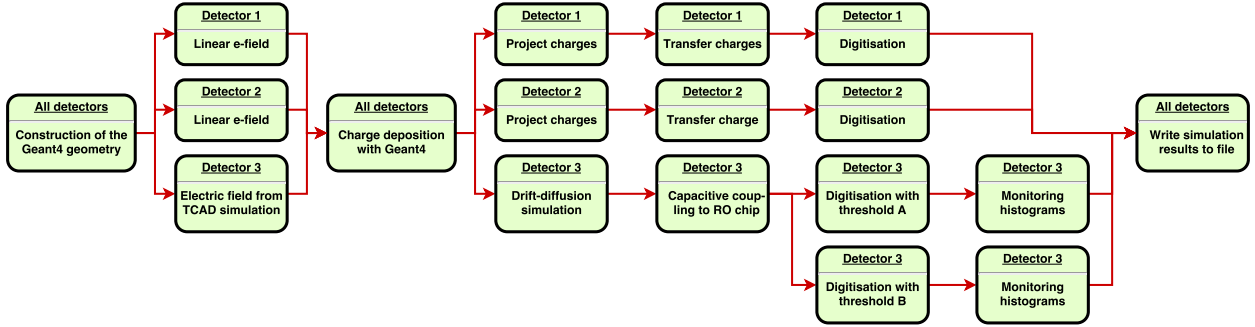 All detectors
Construction of the
Geant4 geometry
Detector 1
Linear e-field
Detector 2
Linear e-field
Detector 3
Electric field from
TCAD simulation
All detectors
Charge deposition
with Geant4
Detector 1
Project charges
Detector 1
Transfer charges
Detector 1
Digitisation
Detector 2
Project charges
Detector 2
Transfer charge
Detector 2
Digitisation
Detector 3
Drift-diffusion
simulation
Detector 3
Capacitive coup-
ling to RO chip
Detector 3
Digitisation with
threshold A
Detector 3
Monitoring
histograms
Detector 3
Digitisation with
threshold B
Detector 3
Monitoring
histograms
All detectors
Write simulation
results to file